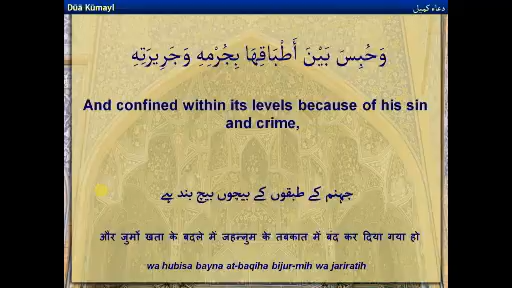 Dūā Kūmayl
دعاء كميل
وَحُبِسَ بَيْنَ أَطْبَاقِهَا بِجُرْمِهِ وَجَرِيرَتِهِ
And confined within its levels because of his sin
and crime,
جہنم کے طبقوں کے بیچوں بیچ بند ہے
और जुर्मो खता के बदले में जहन्नुम के तबकात में बंद कर दिया गया हो
wa hubisa bayna at-baqiha bijur-mih wa jariratih